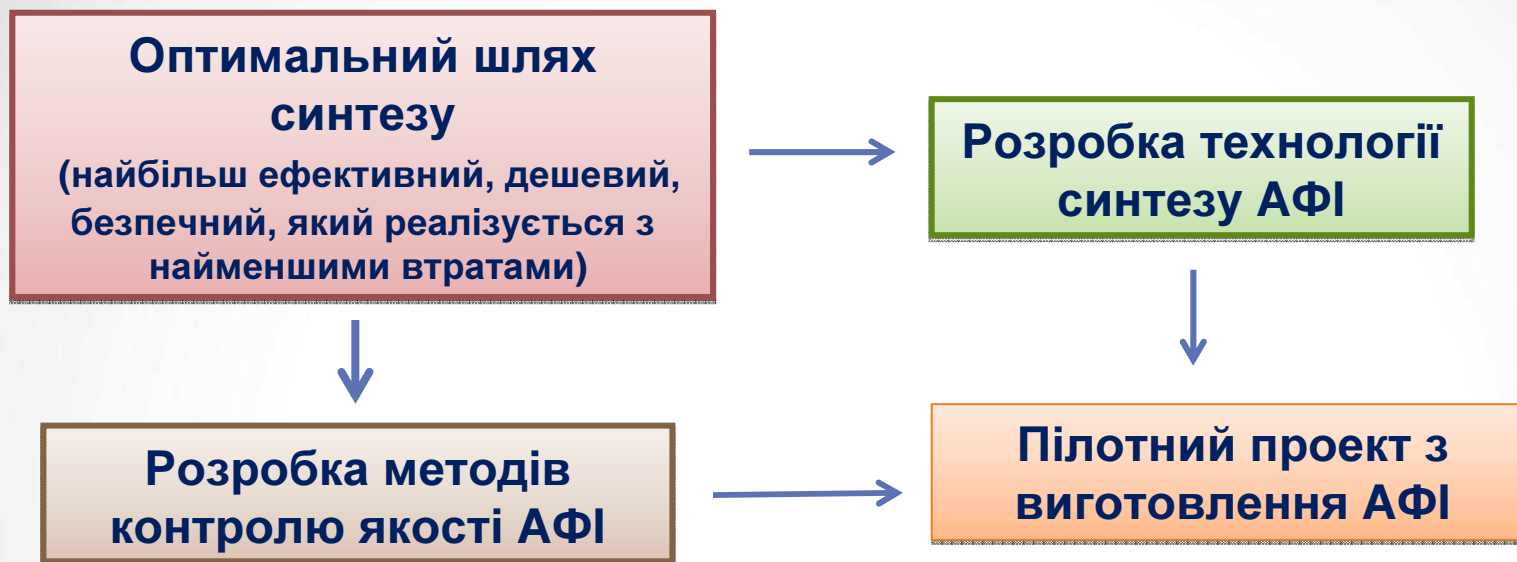 Оптимальний шлях
синтезу
(найбільш ефективний, дешевий,
безпечний, який реалізується з
найменшими втратами)
Розробка технології
синтезу АФІ
Розробка методів
контролю якості АФІ
Пілотний проект з
виготовлення АФІ